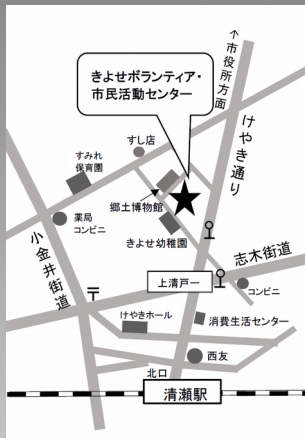 ↑市役所方面
きよせボランティア・
市民活動センター
けやき通り
すし店
すみれ
保育園
郷土博物館
薬局
コンビニ
きよせ幼稚園
小金井街道
志木街道
上清戸一
コンビニ
〒
けやきホール
消費生活センター
西友
北口
清瀬駅